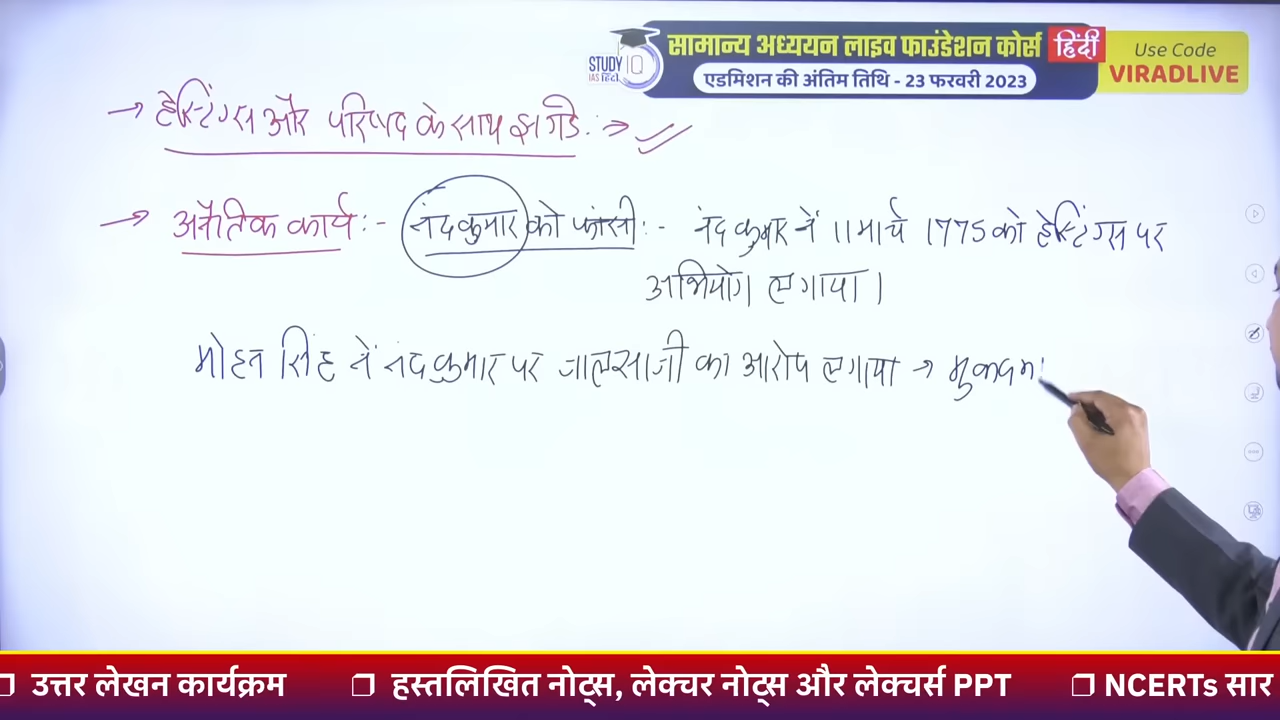 STUDY IQ
IAS हिंदी
सामान्य अध्ययन लाइव फाउंडेशन कोर्स हिंदी
एडमिशन की अंतिम तिथि - 23 फरवरी 2023
Use Code
VIRADLIVE
→ हेस्टिंग्स और परिषद के साथ झगडे : →
→ अनैतिक कार्य :- नंदकुमार को फांसी :- नंदकुमार नें 11 मार्च 1775 को हेस्टिंग्स पर
अभियोग लगाया ।
मोहन सिंह नें नंदकुमार पर जालसाजी का आरोप लगाया → मुकदमा
❐ उत्तर लेखन कार्यक्रम ❐ हस्तलिखित नोट्स, लेक्चर नोट्स और लेक्चर्स PPT ❐ NCERTs सार